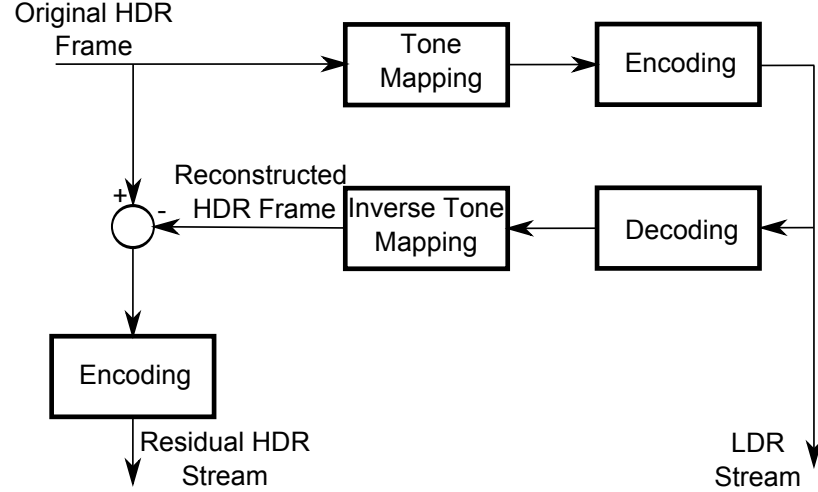 Original HDR
Frame
Tone
Mapping
Encoding
+
-
Reconstructed
HDR Frame
Inverse Tone
Mapping
Decoding
Encoding
Residual HDR
Stream
LDR
Stream